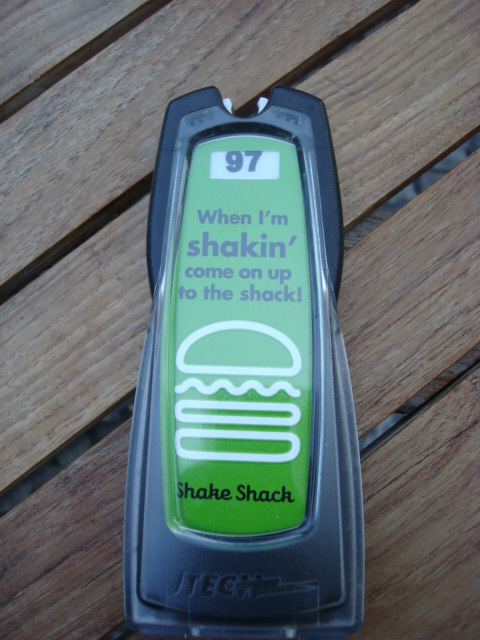 97
When I'm
shakin'
come on up
to the shack!
Shake Shack
JTECH